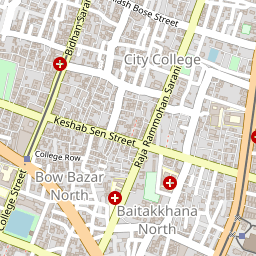 ash Bose Street
Bidhan Sarani
City College
Keshab Sen Street
Raja Rammohan Sarani
College Row
Bow Bazar
North
College Street
Baitakkhana
North